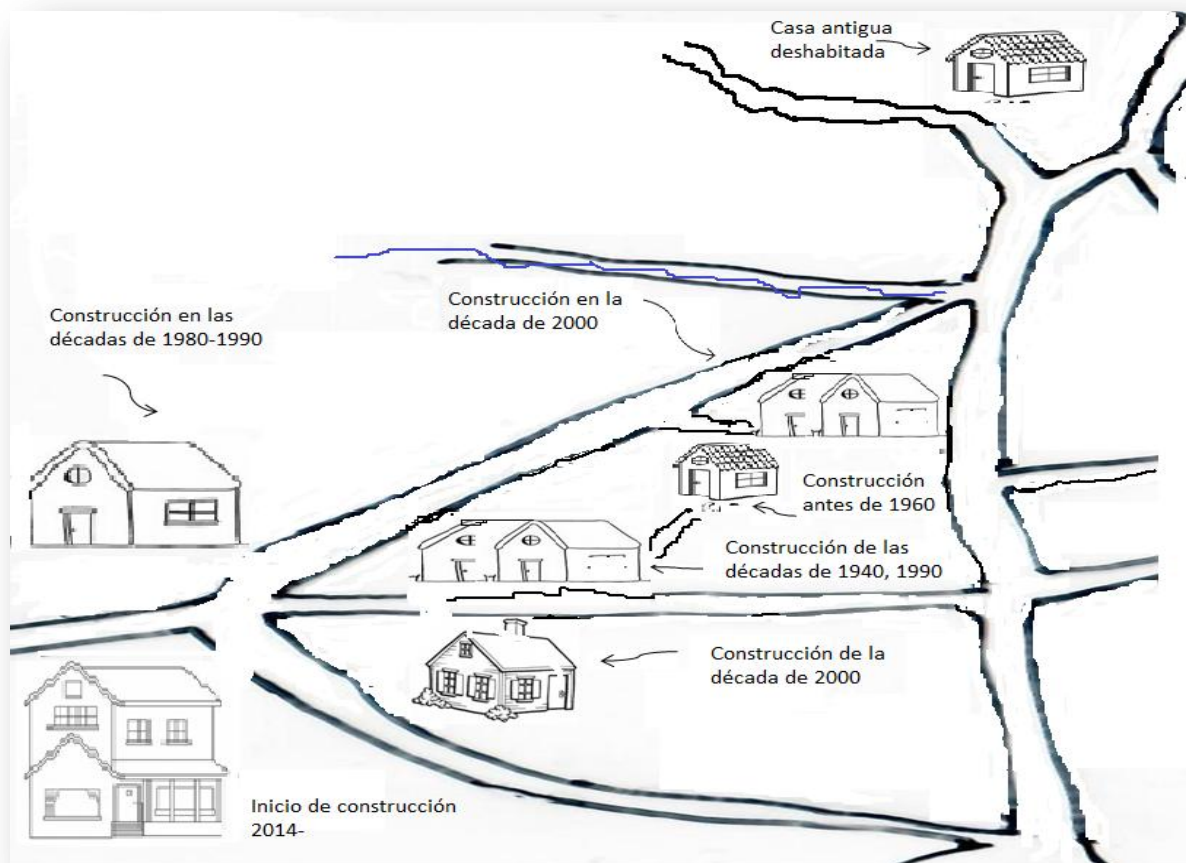 Casa antigua
deshabitada
Construcción en las
décadas de 1980-1990
Construcción en la
década de 2000
Construcción
antes de 1960
Construcción de las
décadas de 1940, 1990
Construcción de la
década de 2000
Inicio de construcción
2014-